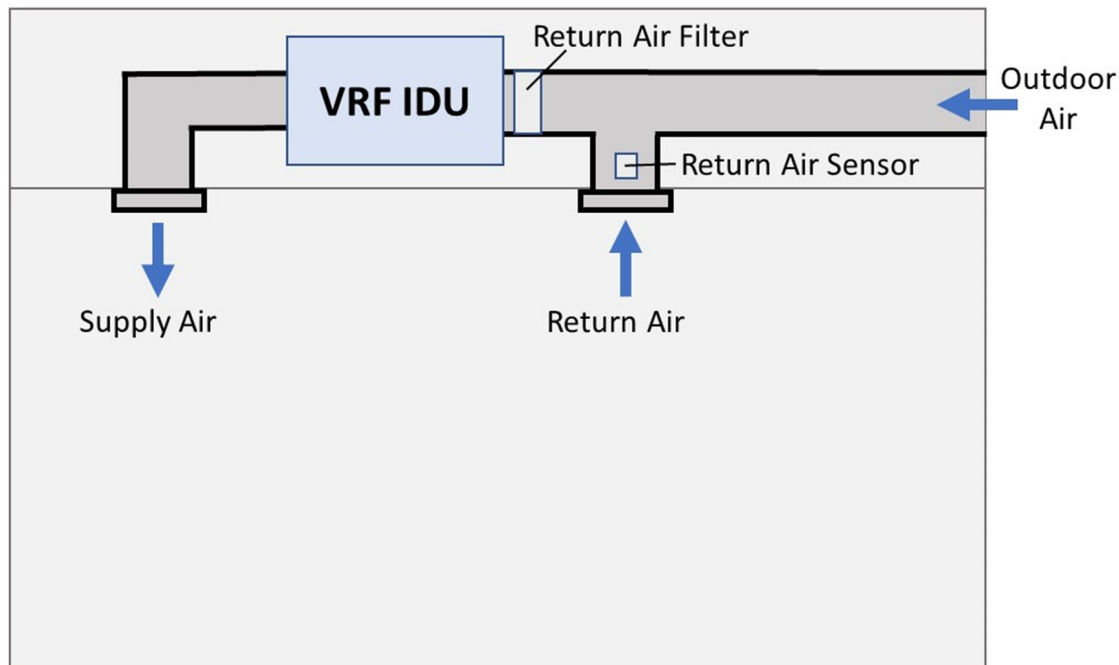 Return Air Filter
VRF IDU
Outdoor
Air
Return Air Sensor
Supply Air
Return Air